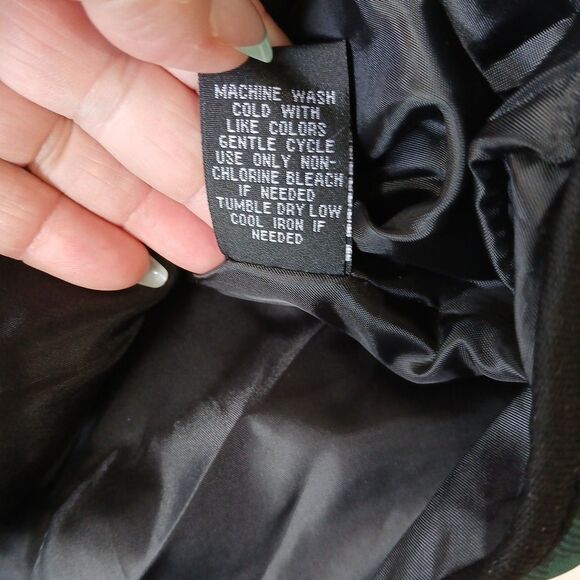 MACHINE WASH
COLD WITH
LIKE COLORS
GENTLE CYCLE
USE ONLY NON-
CHLORINE BLEACH
IF NEEDED
TUMBLE DRY LOW
COOL IRON IF
NEEDED